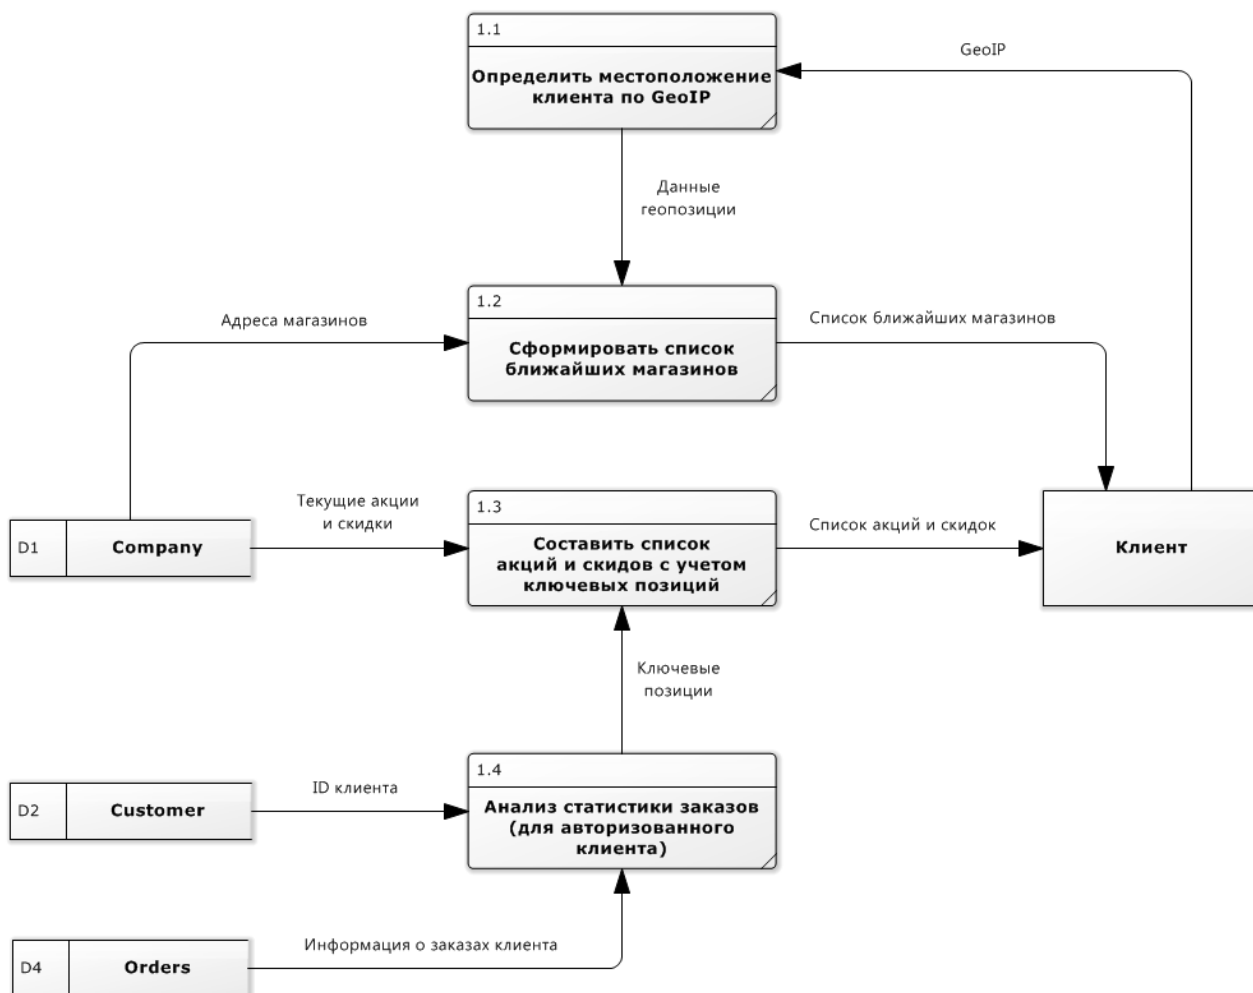 1.1
Определить местоположение
клиента по GeoIP
GeoIP
Данные
геопозиции
1.2
Сформировать список
ближайших магазинов
Адреса магазинов
Список ближайших магазинов
Текущие акции
и скидки
1.3
Составить список
акций и скидов с учетом
ключевых позиций
Список акций и скидок
D1
Company
Клиент
Ключевые
позиции
1.4
Анализ статистики заказов
(для авторизованного
клиента)
ID клиента
D2
Customer
Информация о заказах клиента
D4
Orders